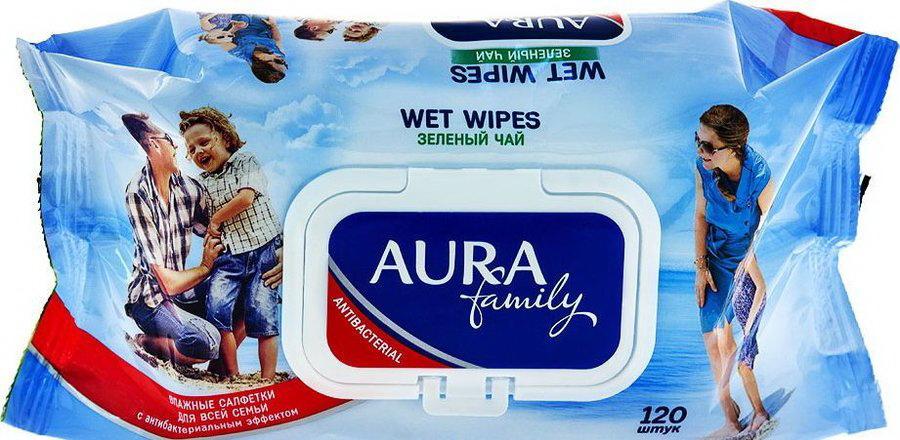 AURA
ЗЕЛЕНЫЙ ЧАЙ
WET WIPES
WET WIPES
ЗЕЛЕНЫЙ ЧАЙ
AURA
family
ANTIBACTERIAL
ВЛАЖНЫЕ САЛФЕТКИ
ДЛЯ ВСЕЙ СЕМЬИ
с антибактериальным эффектом
120
штук